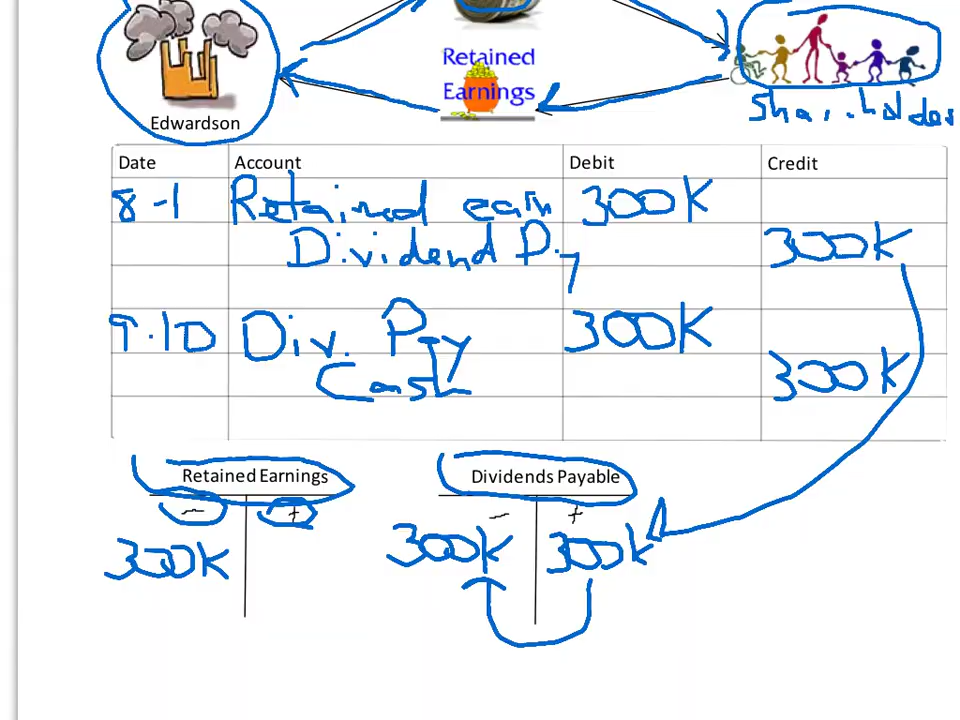 Retained
Earnings
Edwardson
Shareholder
Date Account Debit Credit
8-1 Retained earn 300K
Dividend Pay 300K
9-10 Div. Pay 300K
Cash 300K
Retained Earnings Dividends Payable
- + - +
300K 300K 300K